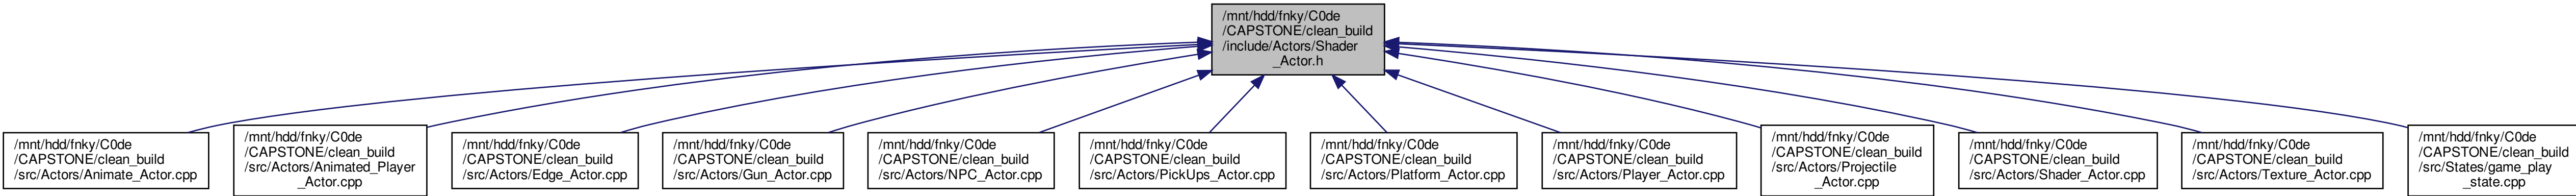 /mnt/hdd/fnky/C0de
/CAPSTONE/clean_build
/include/Actors/Shader
_Actor.h
/mnt/hdd/fnky/C0de
/CAPSTONE/clean_build
/src/Actors/Animate_Actor.cpp
/mnt/hdd/fnky/C0de
/CAPSTONE/clean_build
/src/Actors/Animated_Player
_Actor.cpp
/mnt/hdd/fnky/C0de
/CAPSTONE/clean_build
/src/Actors/Edge_Actor.cpp
/mnt/hdd/fnky/C0de
/CAPSTONE/clean_build
/src/Actors/Gun_Actor.cpp
/mnt/hdd/fnky/C0de
/CAPSTONE/clean_build
/src/Actors/NPC_Actor.cpp
/mnt/hdd/fnky/C0de
/CAPSTONE/clean_build
/src/Actors/PickUps_Actor.cpp
/mnt/hdd/fnky/C0de
/CAPSTONE/clean_build
/src/Actors/Platform_Actor.cpp
/mnt/hdd/fnky/C0de
/CAPSTONE/clean_build
/src/Actors/Player_Actor.cpp
/mnt/hdd/fnky/C0de
/CAPSTONE/clean_build
/src/Actors/Projectile
_Actor.cpp
/mnt/hdd/fnky/C0de
/CAPSTONE/clean_build
/src/Actors/Shader_Actor.cpp
/mnt/hdd/fnky/C0de
/CAPSTONE/clean_build
/src/Actors/Texture_Actor.cpp
/mnt/hdd/fnky/C0de
/CAPSTONE/clean_build
/src/States/game_play
_state.cpp